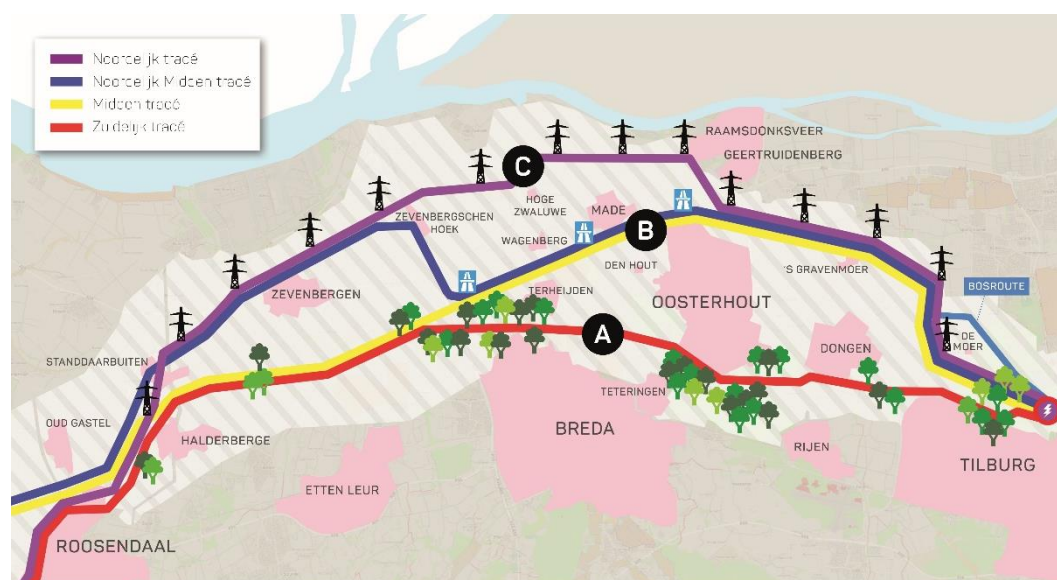 Noordelijk tracé
Noordelijk Midden tracé
Midden tracé
Zuidelijk tracé
RAAMSDONKSVEER
GEERTRUIDENBERG
C
HOGE
ZWALUWE
MADE
ZEVENBERGSCHEN
HOEK
WAGENBERG
B
DEN HOUT
'S GRAVENMOER
BOSROUTE
ZEVENBERGEN
TERHEIJDEN
OOSTERHOUT
A
DE
MOER
STANDDAARBUITEN
DONGEN
TETERINGEN
OUD GASTEL
HALDERBERGE
BREDA
RIJEN
TILBURG
ETTEN LEUR
ROOSENDAAL